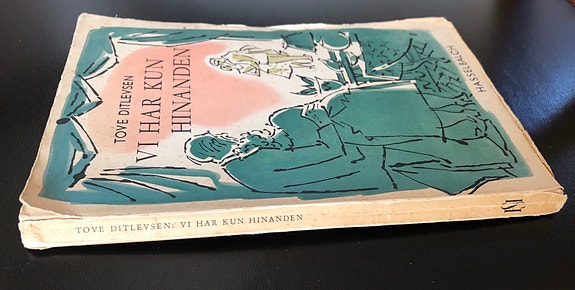 TOVE DITLEVSEN
VI HAR KUN
HINANDEN
HASSELBALCH
TOVE DITLEVSEN: VI HAR KUN HINANDEN